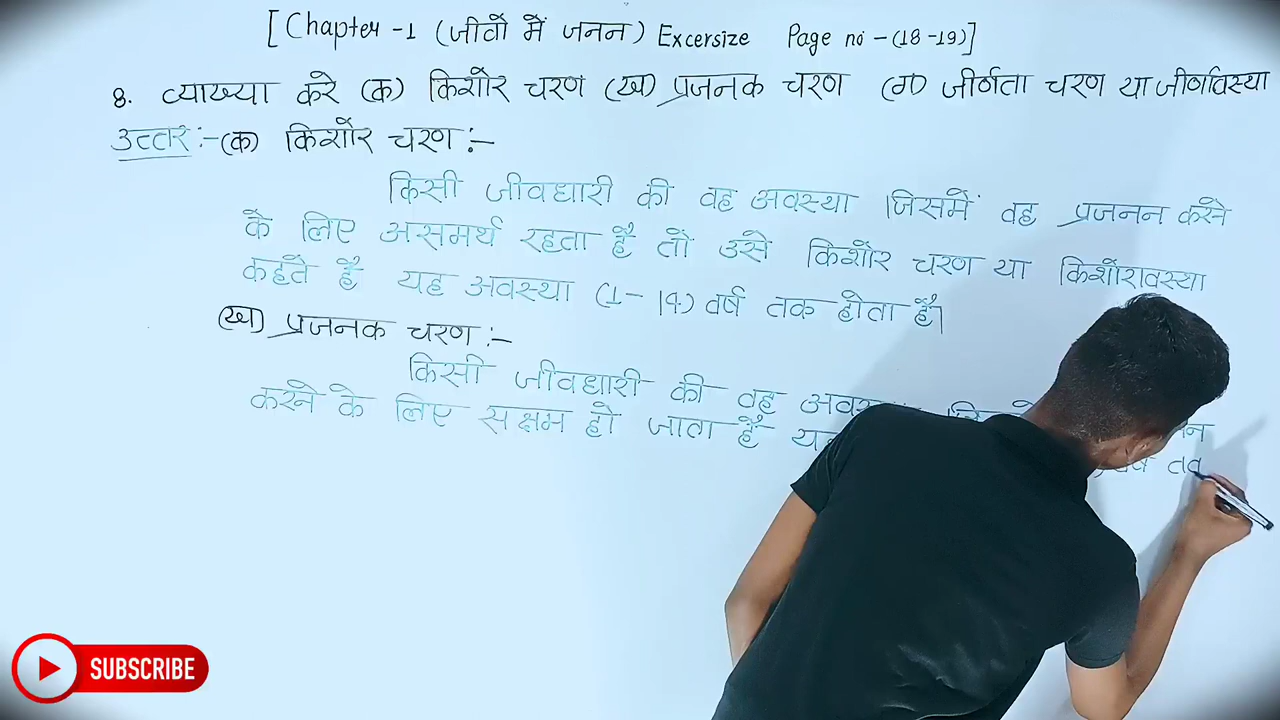 [Chapter-1 (जीवों में जनन) Excersize Page no-(18-19)]
8. व्याख्या करे (क) किशोर चरण (ख) प्रजनक चरण (ग) जीर्णता चरण या जीर्णावस्था
उत्तर:-(क) किशोर चरण:-
किसी जीवधारी की वह अवस्था जिसमें वह प्रजनन करने
के लिए असमर्थ रहता है तो उसे किशोर चरण या किशोरावस्था
कहते है यह अवस्था (1-14) वर्ष तक होता है।
(ख) प्रजनक चरण:-
किसी जीवधारी की वह
करने के लिए सक्षम हो जाता है
वर्ष
SUBSCRIBE